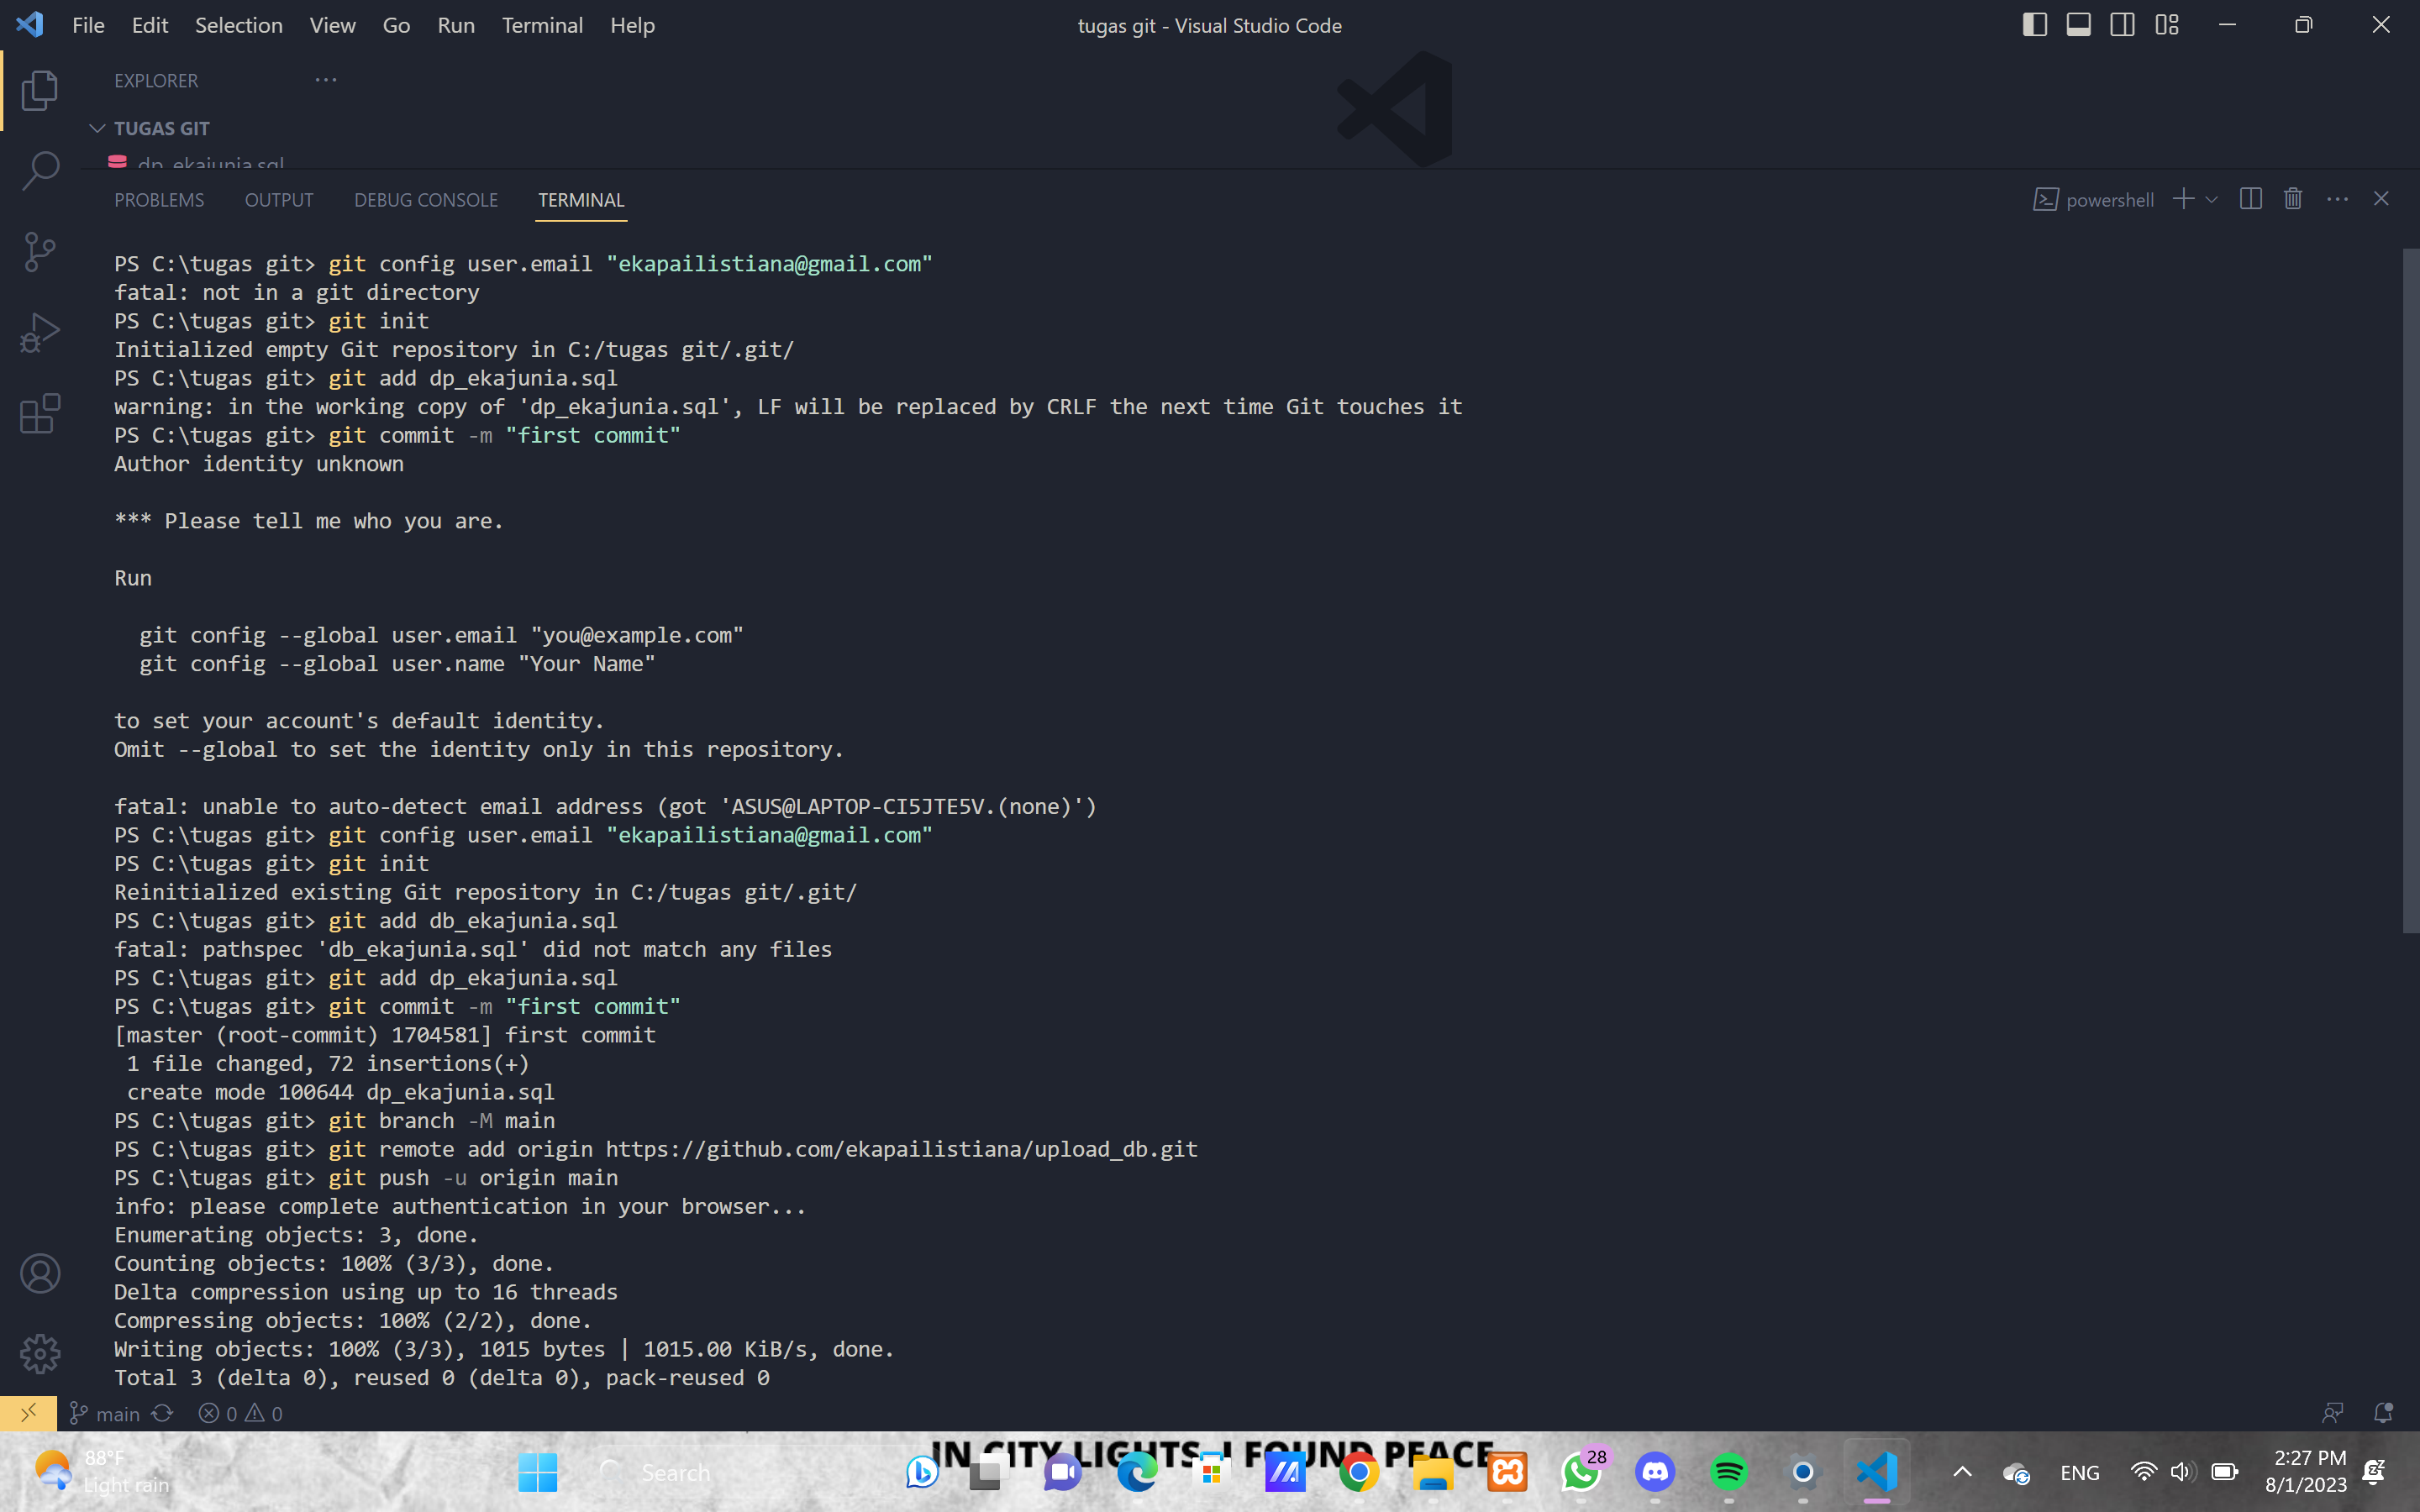 File Edit Selection View Go Run Terminal Help
tugas git - Visual Studio Code
EXPLORER
TUGAS GIT
dp_ekajunia.sql
PROBLEMS OUTPUT DEBUG CONSOLE TERMINAL
powershell
PS C:\tugas git> git config user.email "ekapailistiana@gmail.com"
fatal: not in a git directory
PS C:\tugas git> git init
Initialized empty Git repository in C:/tugas git/.git/
PS C:\tugas git> git add dp_ekajunia.sql
warning: in the working copy of 'dp_ekajunia.sql', LF will be replaced by CRLF the next time Git touches it
PS C:\tugas git> git commit -m "first commit"
Author identity unknown
*** Please tell me who you are.
Run
git config --global user.email "you@example.com"
git config --global user.name "Your Name"
to set your account's default identity.
Omit --global to set the identity only in this repository.
fatal: unable to auto-detect email address (got 'ASUS@LAPTOP-CI5JTE5V.(none)')
PS C:\tugas git> git config user.email "ekapailistiana@gmail.com"
PS C:\tugas git> git init
Reinitialized existing Git repository in C:/tugas git/.git/
PS C:\tugas git> git add db_ekajunia.sql
fatal: pathspec 'db_ekajunia.sql' did not match any files
PS C:\tugas git> git add dp_ekajunia.sql
PS C:\tugas git> git commit -m "first commit"
[master (root-commit) 1704581] first commit
1 file changed, 72 insertions(+)
create mode 100644 dp_ekajunia.sql
PS C:\tugas git> git branch -M main
PS C:\tugas git> git remote add origin https://github.com/ekapailistiana/upload_db.git
PS C:\tugas git> git push -u origin main
info: please complete authentication in your browser...
Enumerating objects: 3, done.
Counting objects: 100% (3/3), done.
Delta compression using up to 16 threads
Compressing objects: 100% (2/2), done.
Writing objects: 100% (3/3), 1015 bytes | 1015.00 KiB/s, done.
Total 3 (delta 0), reused 0 (delta 0), pack-reused 0
main 0 0
IN CITY LIGHTS, I FOUND PEACE
88°F
Light rain
Search
28
ENG
2:27 PM
8/1/2023